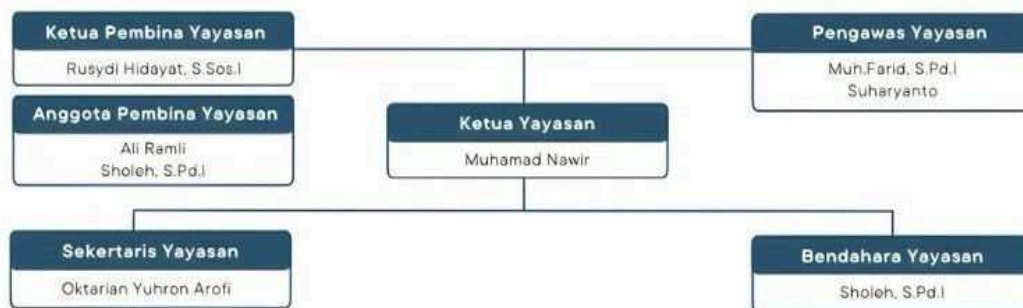 Ketua Pembina Yayasan
Rusydi Hidayat, S.Sos.I
Anggota Pembina Yayasan
Ali Ramli
Sholeh, S.Pd.I
Pengawas Yayasan
Muh.Farid, S.Pd.I
Suharyanto
Ketua Yayasan
Muhamad Nawir
Sekertaris Yayasan
Oktarian Yuhron Arofi
Bendahara Yayasan
Sholeh, S.Pd.I